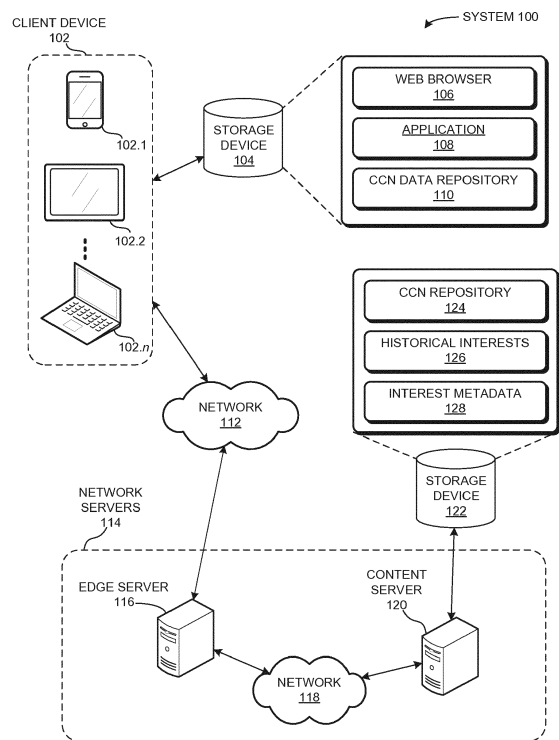 SYSTEM 100
CLIENT DEVICE
102
102.1
102.2
102.n
STORAGE
DEVICE
104
WEB BROWSER
106
APPLICATION
108
CCN DATA REPOSITORY
110
CCN REPOSITORY
124
HISTORICAL INTERESTS
126
INTEREST METADATA
128
NETWORK
112
STORAGE
DEVICE
122
NETWORK
SERVERS
114
EDGE SERVER
116
CONTENT
SERVER
120
NETWORK
118